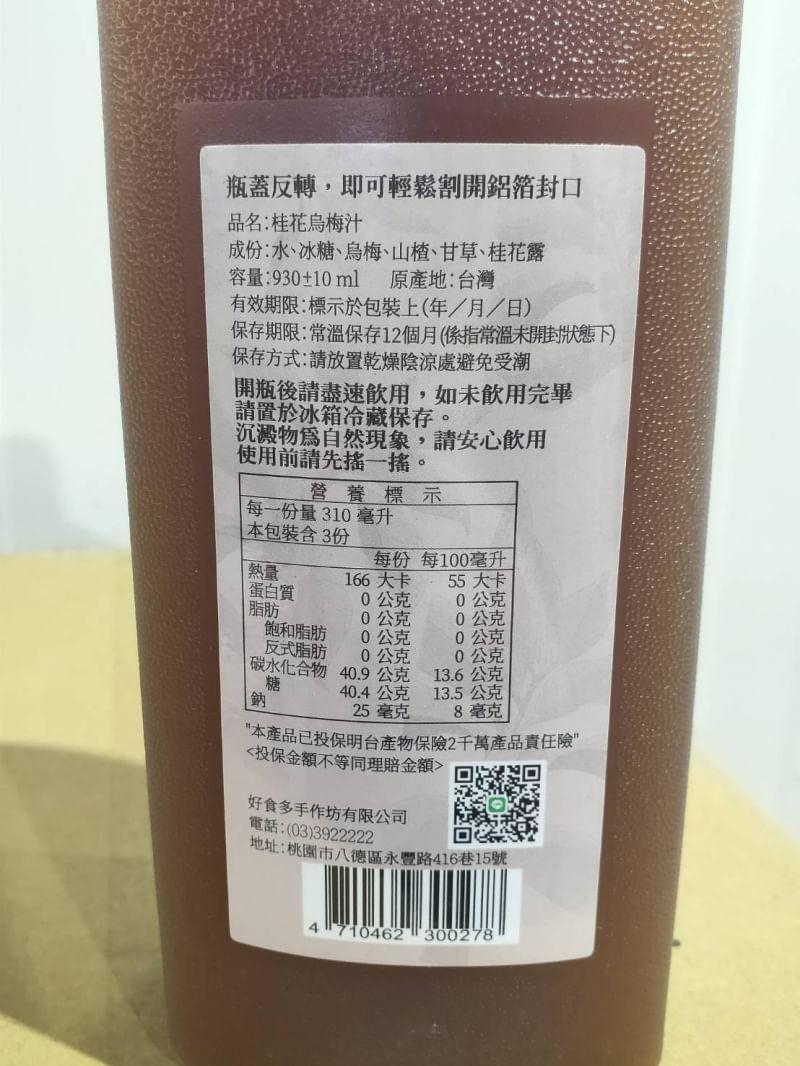 瓶蓋反轉，即可輕鬆割開鋁箔封口
品名:桂花烏梅汁
成份:水、冰糖、烏梅、山楂、甘草、桂花露
容量:930±10 ml 原產地:台灣
有效期限:標示於包裝上(年／月／日)
保存期限:常溫保存12個月(係指常溫未開封狀態下)
保存方式:請放置乾燥陰涼處避免受潮
開瓶後請盡速飲用，如未飲用完畢
請置於冰箱冷藏保存。
沉澱物為自然現象，請安心飲用
使用前請先搖一搖。
營 養 標 示
每一份量 310 毫升
本包裝含 3份
每份 每100毫升
熱量 166 大卡 55 大卡
蛋白質 0 公克 0 公克
脂肪 0 公克 0 公克
飽和脂肪 0 公克 0 公克
反式脂肪 0 公克 0 公克
碳水化合物 40.9 公克 13.6 公克
糖 40.4 公克 13.5 公克
鈉 25 毫克 8 毫克
"本產品已投保明台產物保險2千萬產品責任險"
<投保金額不等同理賠金額>
好食多手作坊有限公司
電話:(03)3922222
地址:桃園市八德區永豐路416巷15號
4 710462 300278